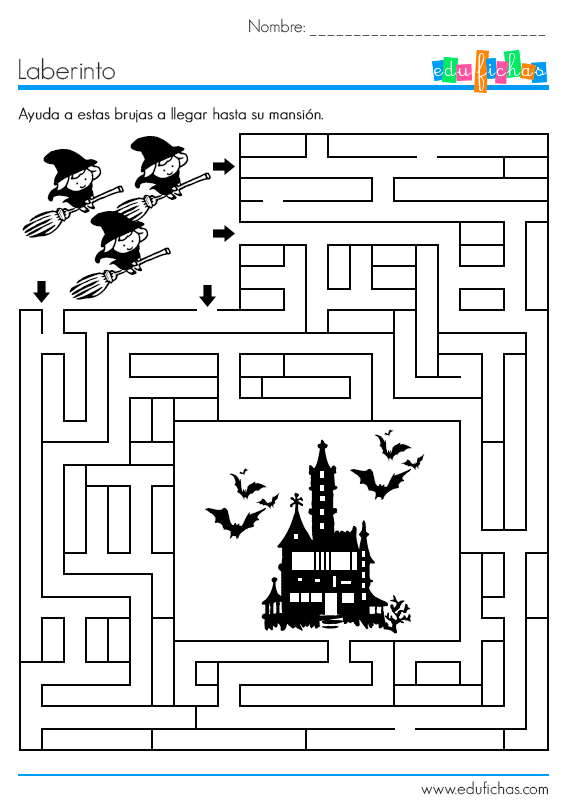 Nombre: ___________________________
Laberinto
edufichas
Ayuda a estas brujas a llegar hasta su mansión.
www.edufichas.com